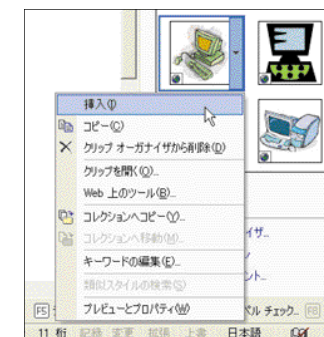 挿入(I)
コピー(C)
クリップ オーガナイザから削除(D)
クリップを開く(O)...
Web 上のツール(B)...
コレクションへコピー(Y)...
コレクションへ移動(M)...
キーワードの編集(E)...
類似スタイルの検索(S)
プレビューとプロパティ(W)
イザ...
ント...
F5
ペル チェック...
F8
11 桁 記録 変更 拡張 上書 日本語